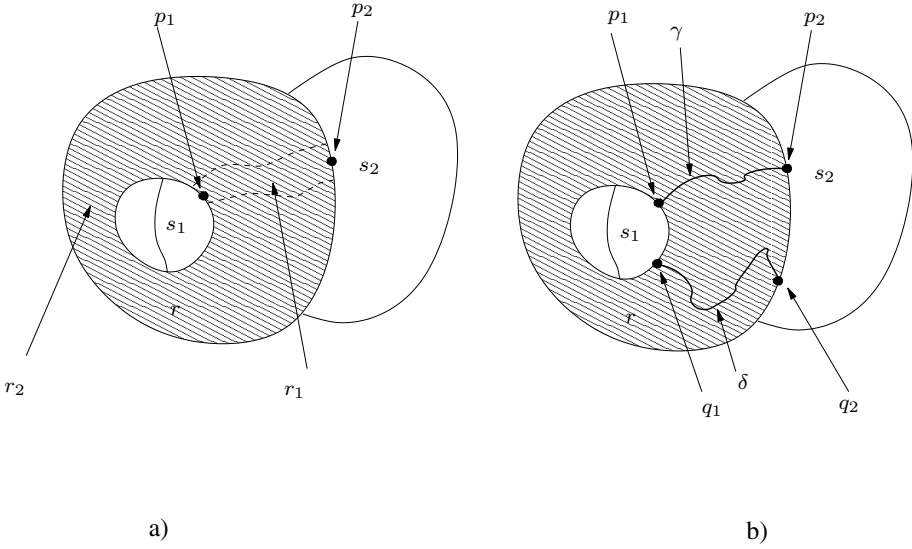 p₁
p₂
s₂
s₁
r
r₂
r₁
a)
p₁
γ
p₂
s₂
s₁
r
δ
q₁
q₂
b)